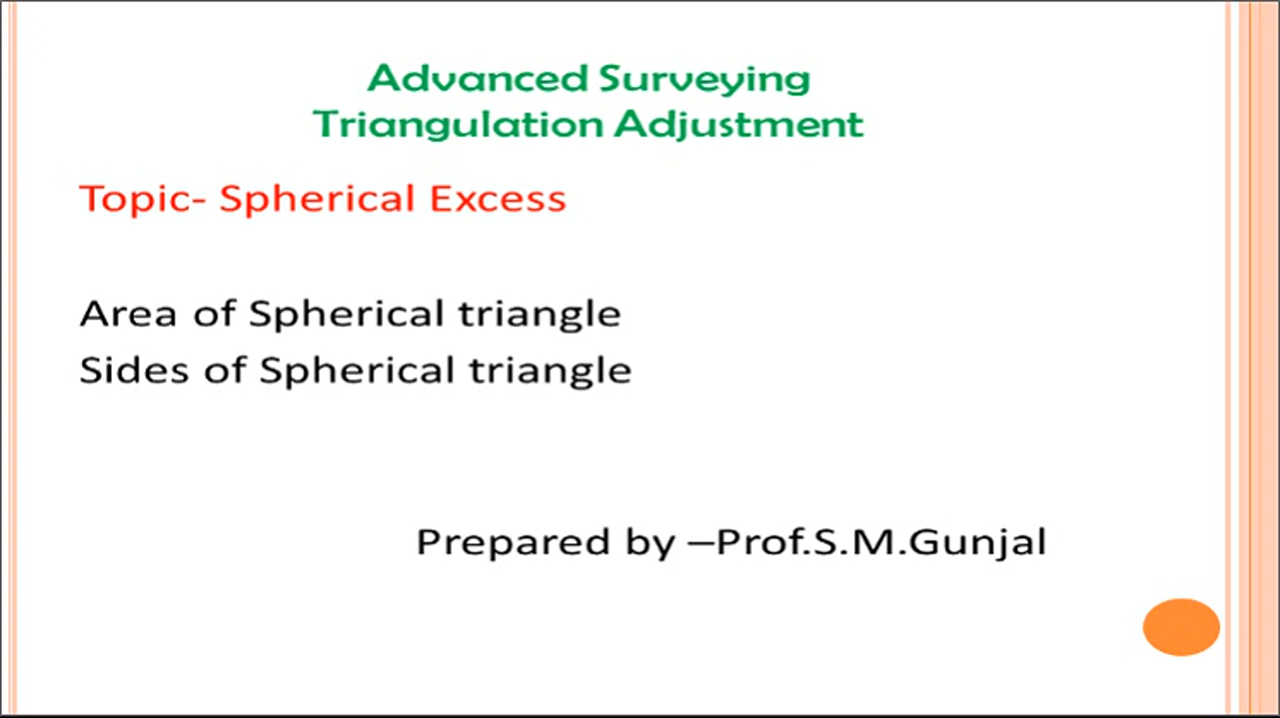 Advanced Surveying
Triangulation Adjustment
Topic- Spherical Excess
Area of Spherical triangle
Sides of Spherical triangle
Prepared by –Prof.S.M.Gunjal